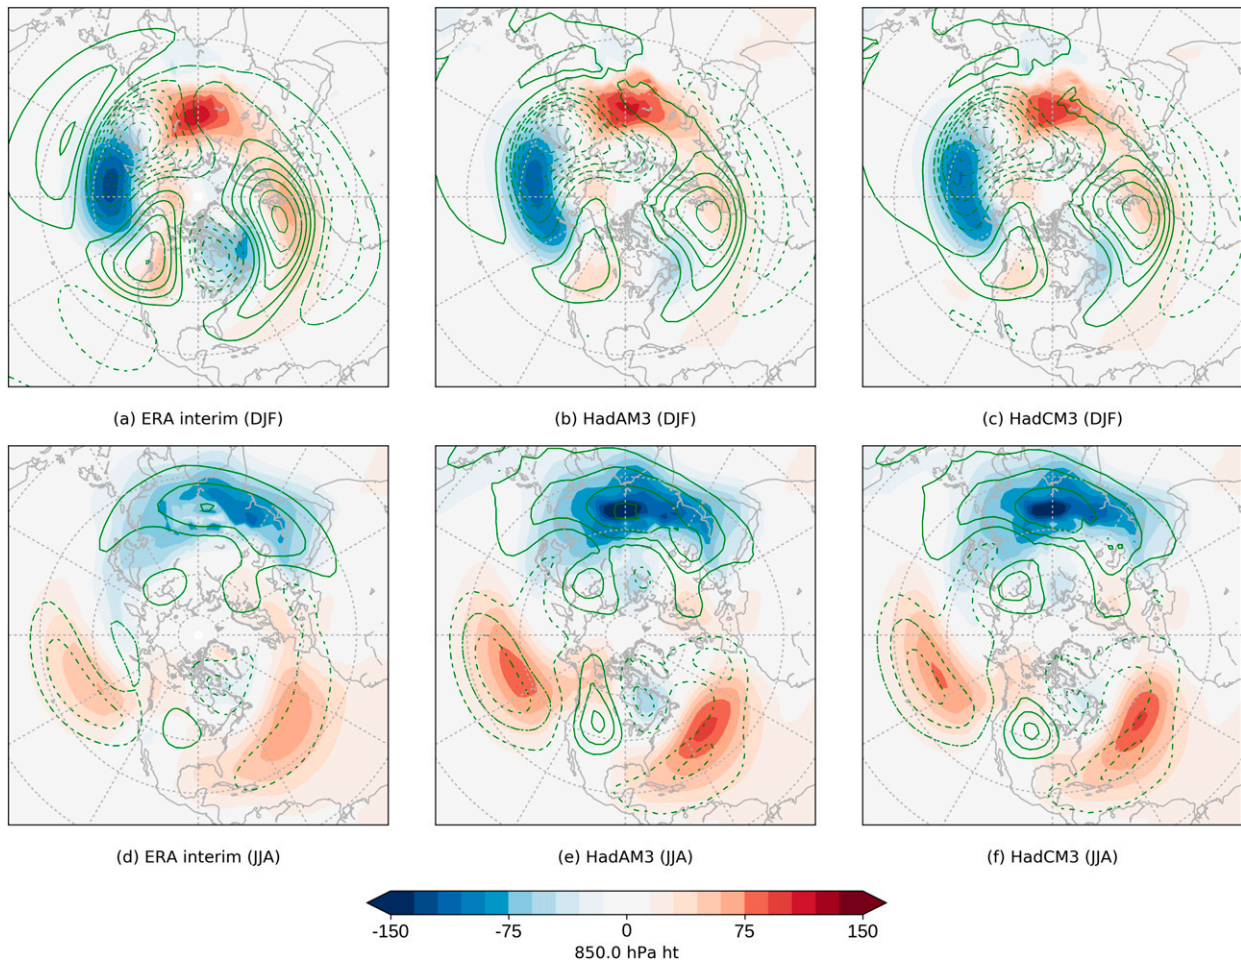 (a) ERA interim (DJF)
(b) HadAM3 (DJF)
(c) HadCM3 (DJF)
(d) ERA interim (JJA)
(e) HadAM3 (JJA)
(f) HadCM3 (JJA)
-150 -75 0 75 150
850.0 hPa ht